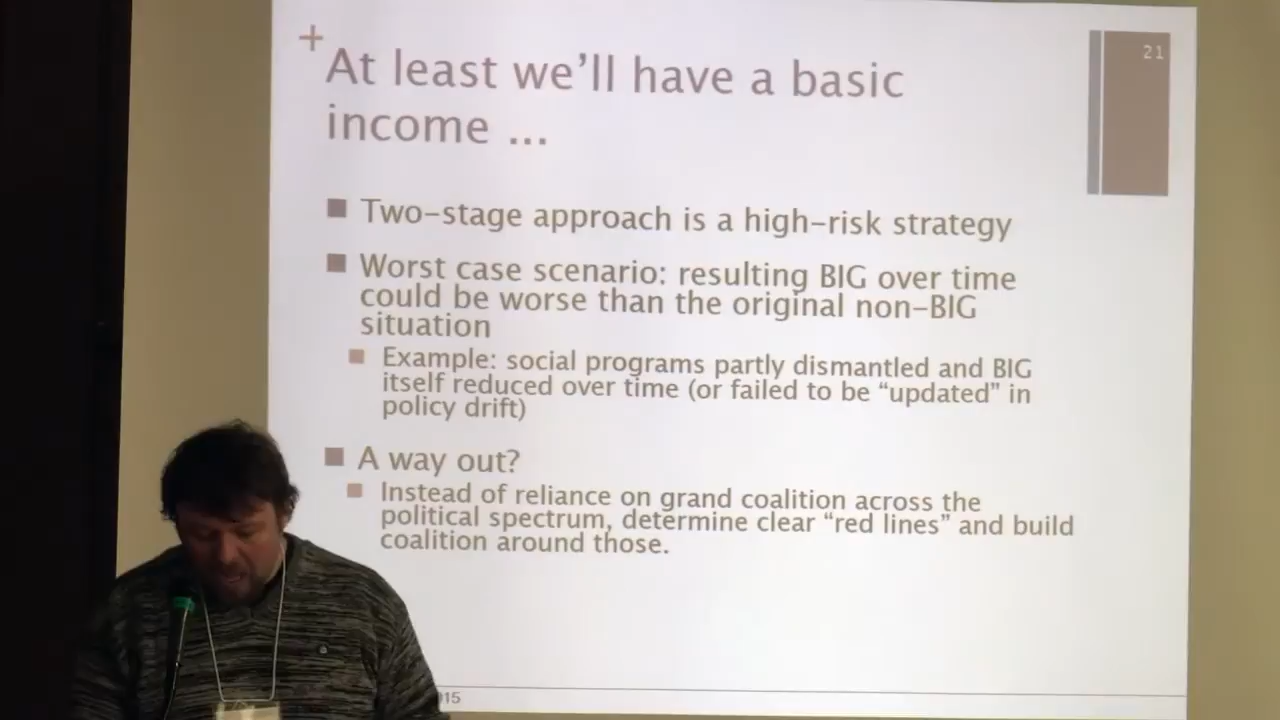 21
+
At least we'll have a basic
income ...
Two-stage approach is a high-risk strategy
Worst case scenario: resulting BIG over time
could be worse than the original non-BIG
situation
Example: social programs partly dismantled and BIG
itself reduced over time (or failed to be “updated” in
policy drift)
A way out?
Instead of reliance on grand coalition across the
political spectrum, determine clear “red lines” and build
coalition around those.
15